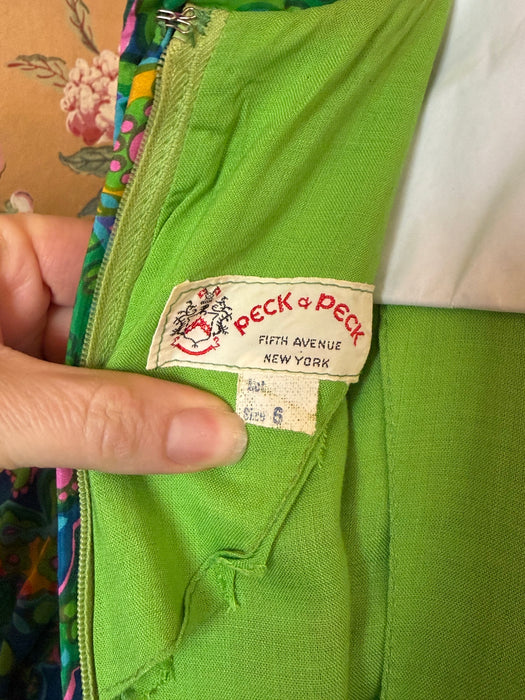 PECK & PECK
FIFTH AVENUE
NEW YORK
Size 6